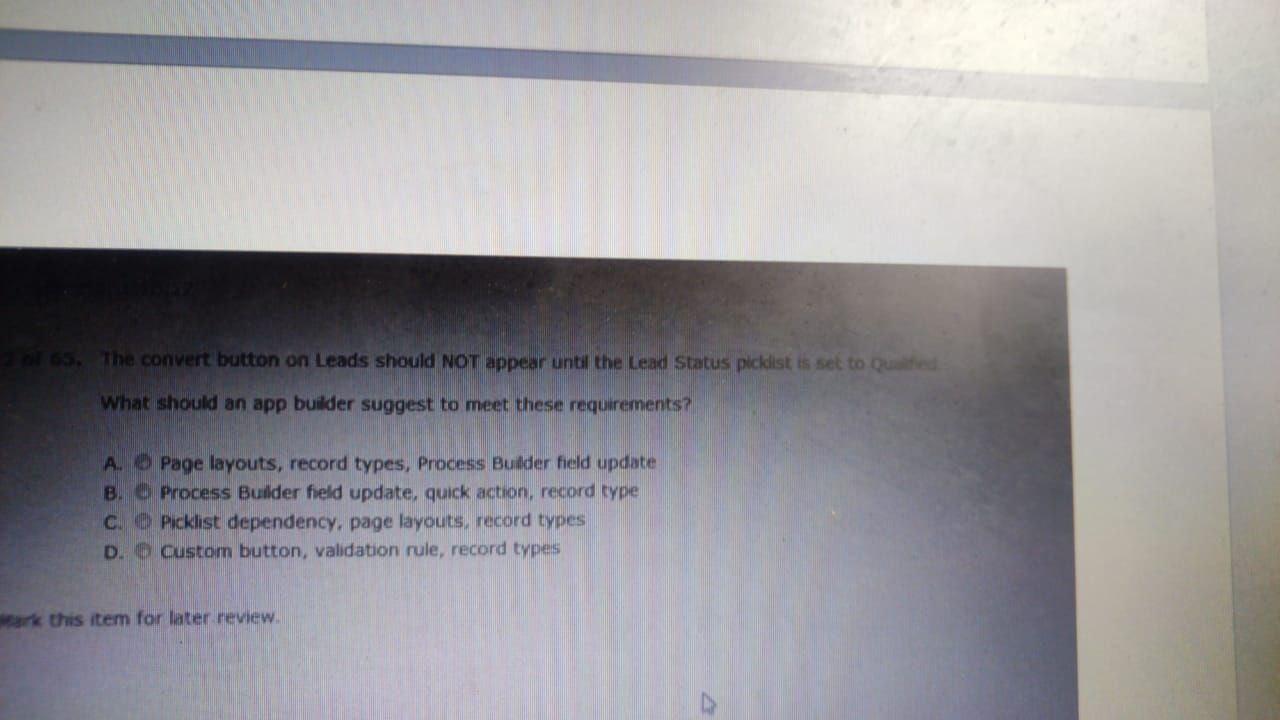 2 of 65. The convert button on Leads should NOT appear until the Lead Status picklist is set to Qualified.
What should an app builder suggest to meet these requirements?
A. Page layouts, record types, Process Builder field update
B. Process Builder field update, quick action, record type
C. Picklist dependency, page layouts, record types
D. Custom button, validation rule, record types
Mark this item for later review.